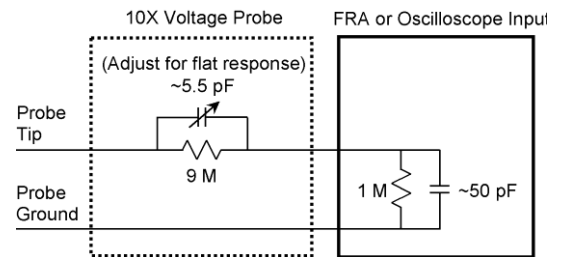 10X Voltage Probe
FRA or Oscilloscope Input
(Adjust for flat response)
~5.5 pF
Probe
Tip
9 M
1 M
~50 pF
Probe
Ground